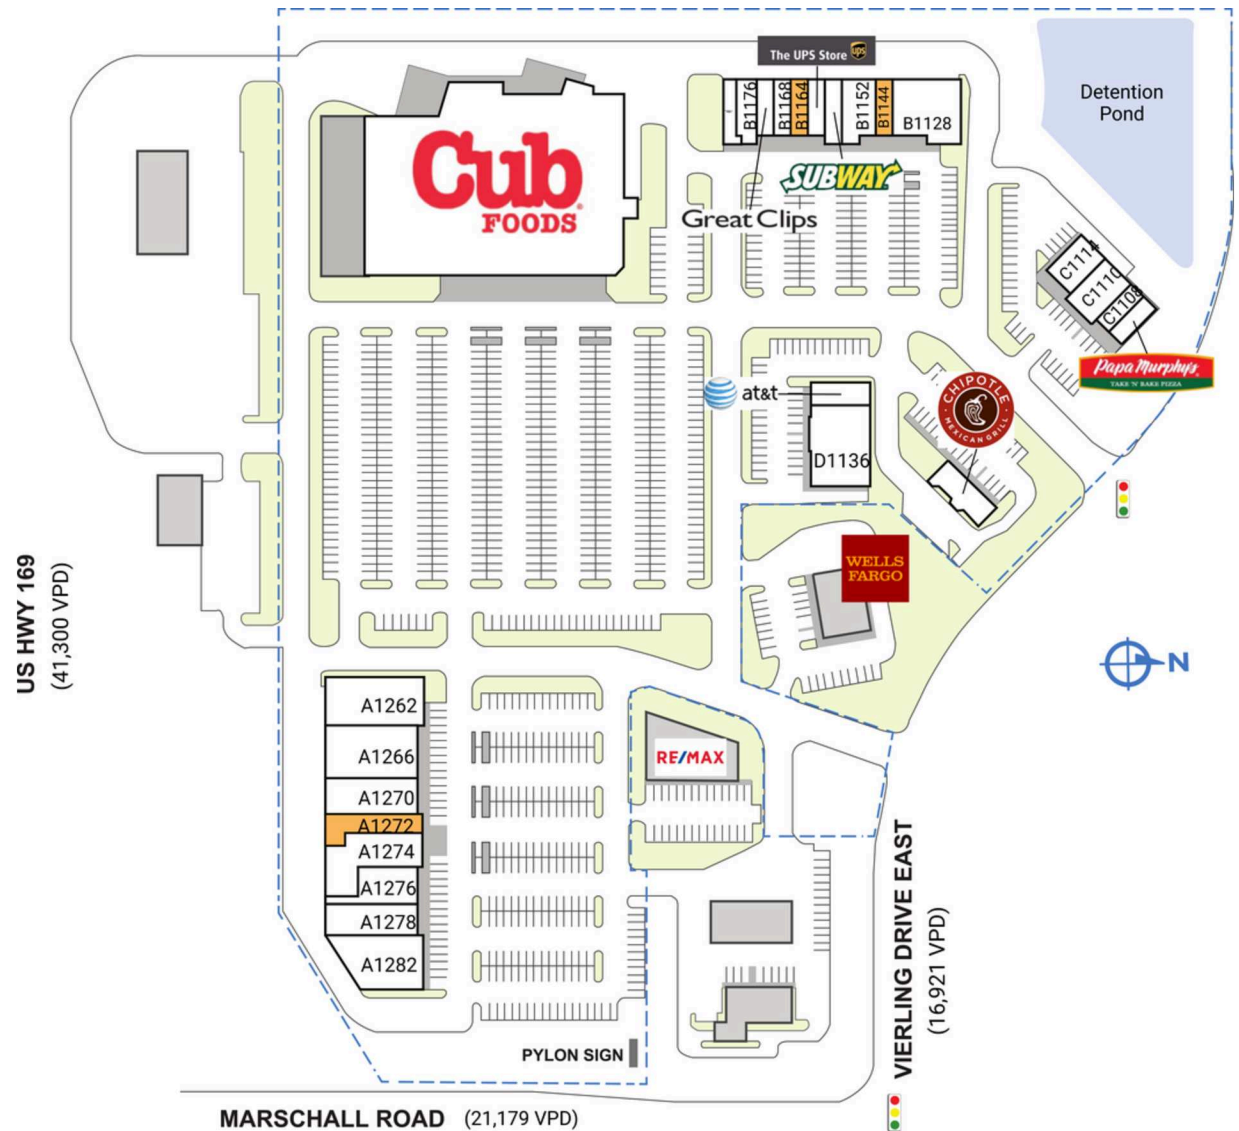 The UPS Store
ups
B1176
B1168
B1164
B1152
B1144
B1128
Detention
Pond
Cub
FOODS
SUBWAY
Great Clips
C1114
C1110
C1108
Papa Murphy's
TAKE 'N' BAKE PIZZA
CHIPOTLE
MEXICAN GRILL
at&t
D1136
WELLS
FARGO
US HWY 169
(41,300 VPD)
N
A1262
A1266
A1270
A1272
A1274
A1276
A1278
A1282
RE/MAX
VIERLING DRIVE EAST
(16,921 VPD)
PYLON SIGN
MARSCHALL ROAD (21,179 VPD)